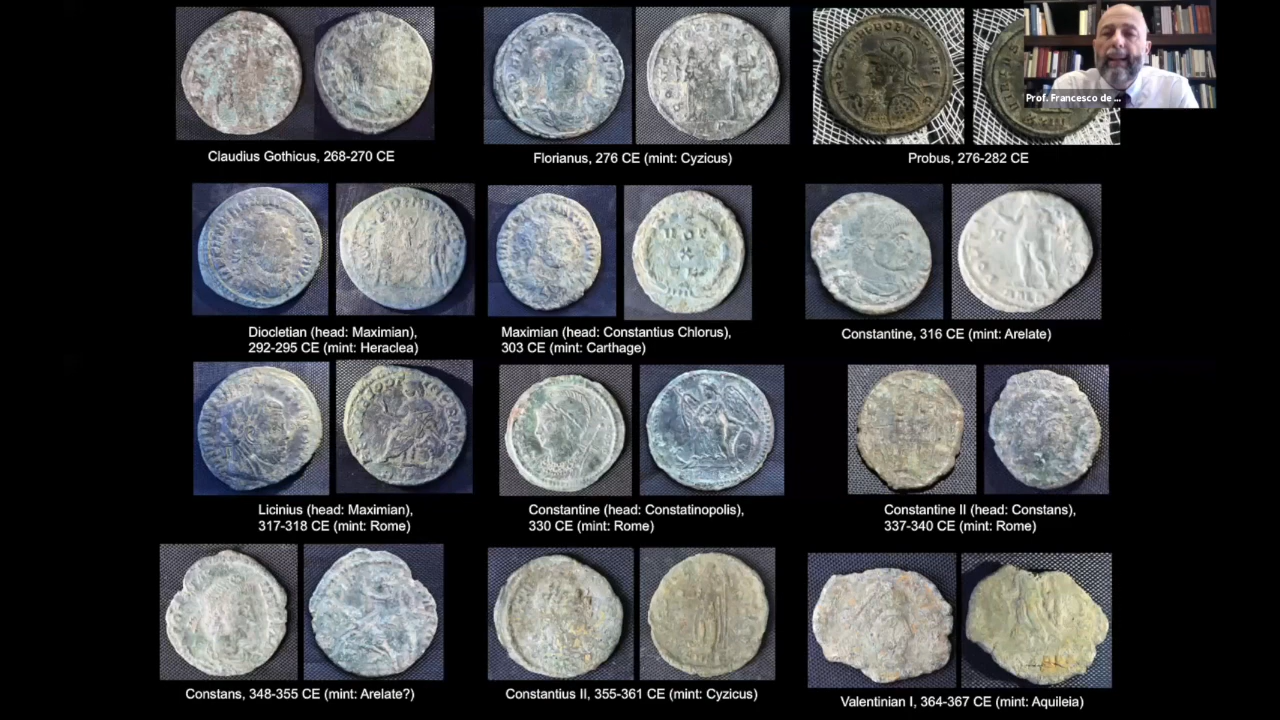 Prof. Francesco de ...
Claudius Gothicus, 268-270 CE
Florianus, 276 CE (mint: Cyzicus)
Probus, 276-282 CE
Diocletian (head: Maximian),
292-295 CE (mint: Heraclea)
Maximian (head: Constantius Chlorus),
303 CE (mint: Carthage)
Constantine, 316 CE (mint: Arelate)
Licinius (head: Maximian),
317-318 CE (mint: Rome)
Constantine (head: Constatinopolis),
330 CE (mint: Rome)
Constantine II (head: Constans),
337-340 CE (mint: Rome)
Constans, 348-355 CE (mint: Arelate?)
Constantius II, 355-361 CE (mint: Cyzicus)
Valentinian I, 364-367 CE (mint: Aquileia)